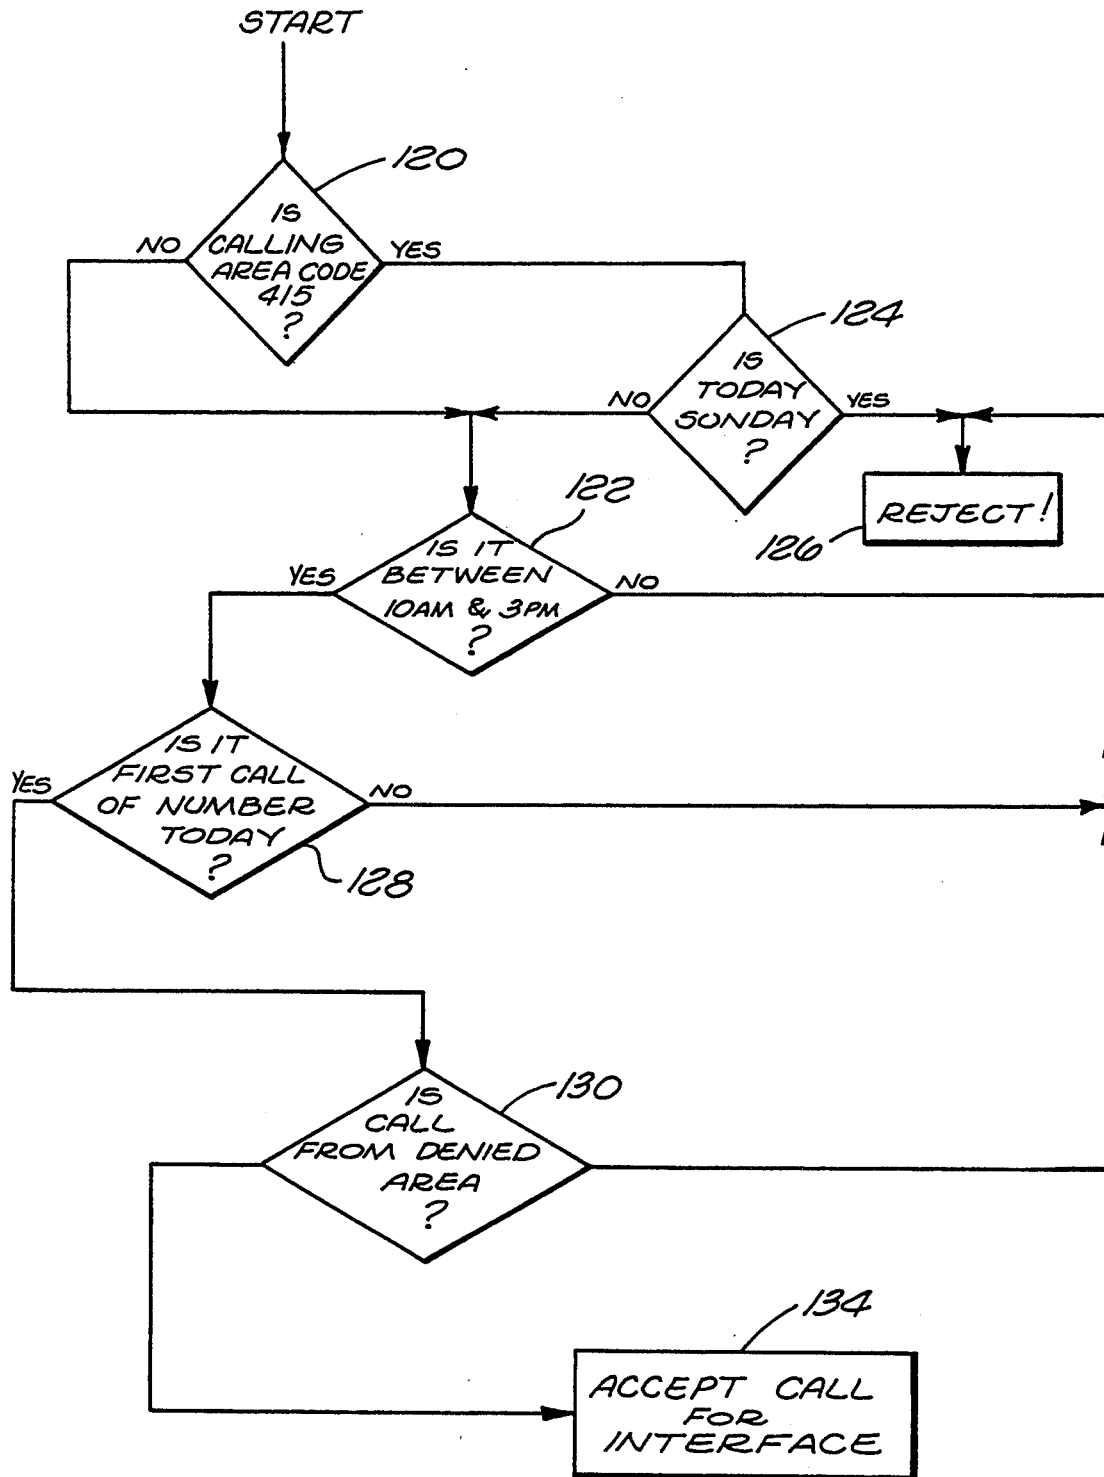 START
120
IS
CALLING
AREA CODE
415
?
NO
YES
124
IS
TODAY
SUNDAY
?
NO
YES
REJECT!
126
122
IS IT
BETWEEN
10AM & 3PM
?
YES
NO
IS IT
FIRST CALL
OF NUMBER
TODAY
?
YES
NO
128
130
IS
CALL
FROM DENIED
AREA
?
134
ACCEPT CALL
FOR
INTERFACE